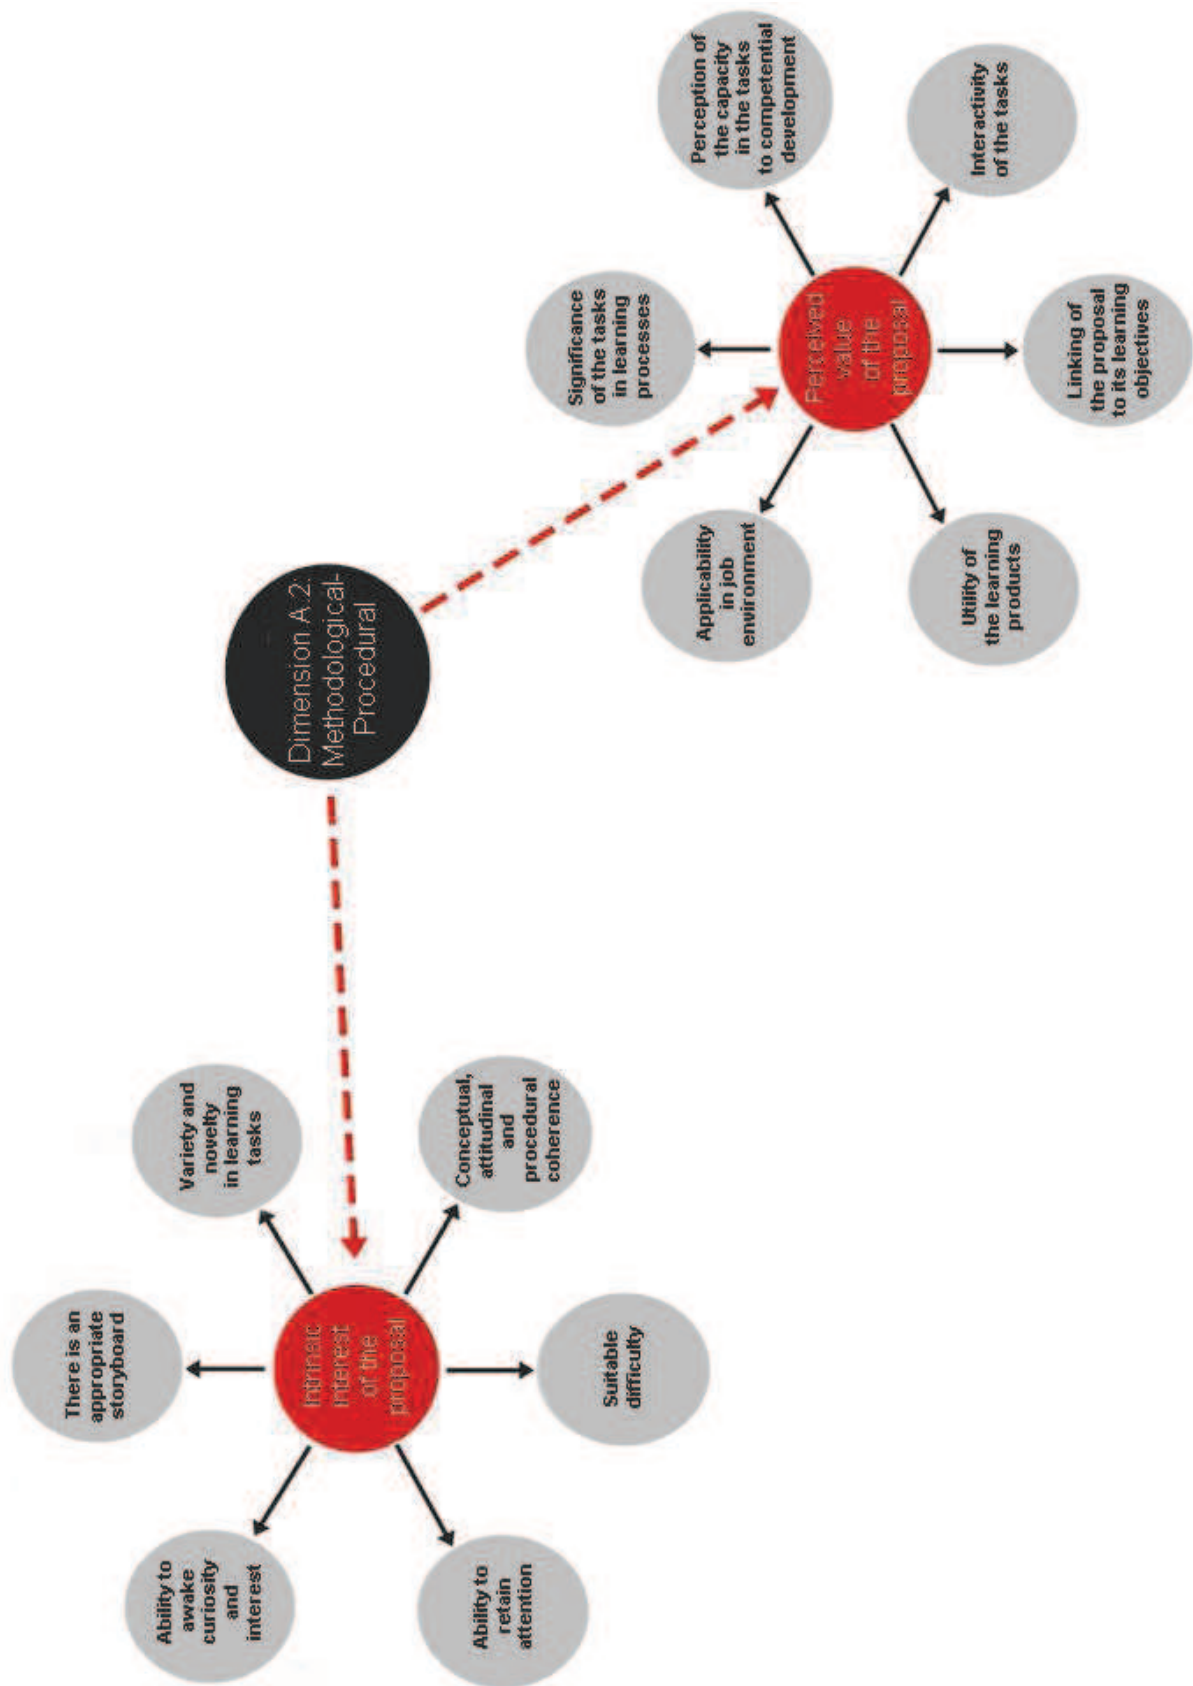 Dimension A.2:
Methodological-
Procedural
Intrinsic
interest
of the
proposal
There is an
appropriate
storyboard
Variety and
novelty
in learning
tasks
Conceptual,
attitudinal
and
procedural
coherence
Suitable
difficulty
Ability to
retain
attention
Ability to
awake
curiosity
and
interest
Perceived
value
of the
proposal
Significance
of the tasks
in learning
processes
Perception of
the capacity
in the tasks
to competential
development
Interactivity
of the tasks
Linking of
the proposal
to its learning
objectives
Utility of
the learning
products
Applicability
in job
environment